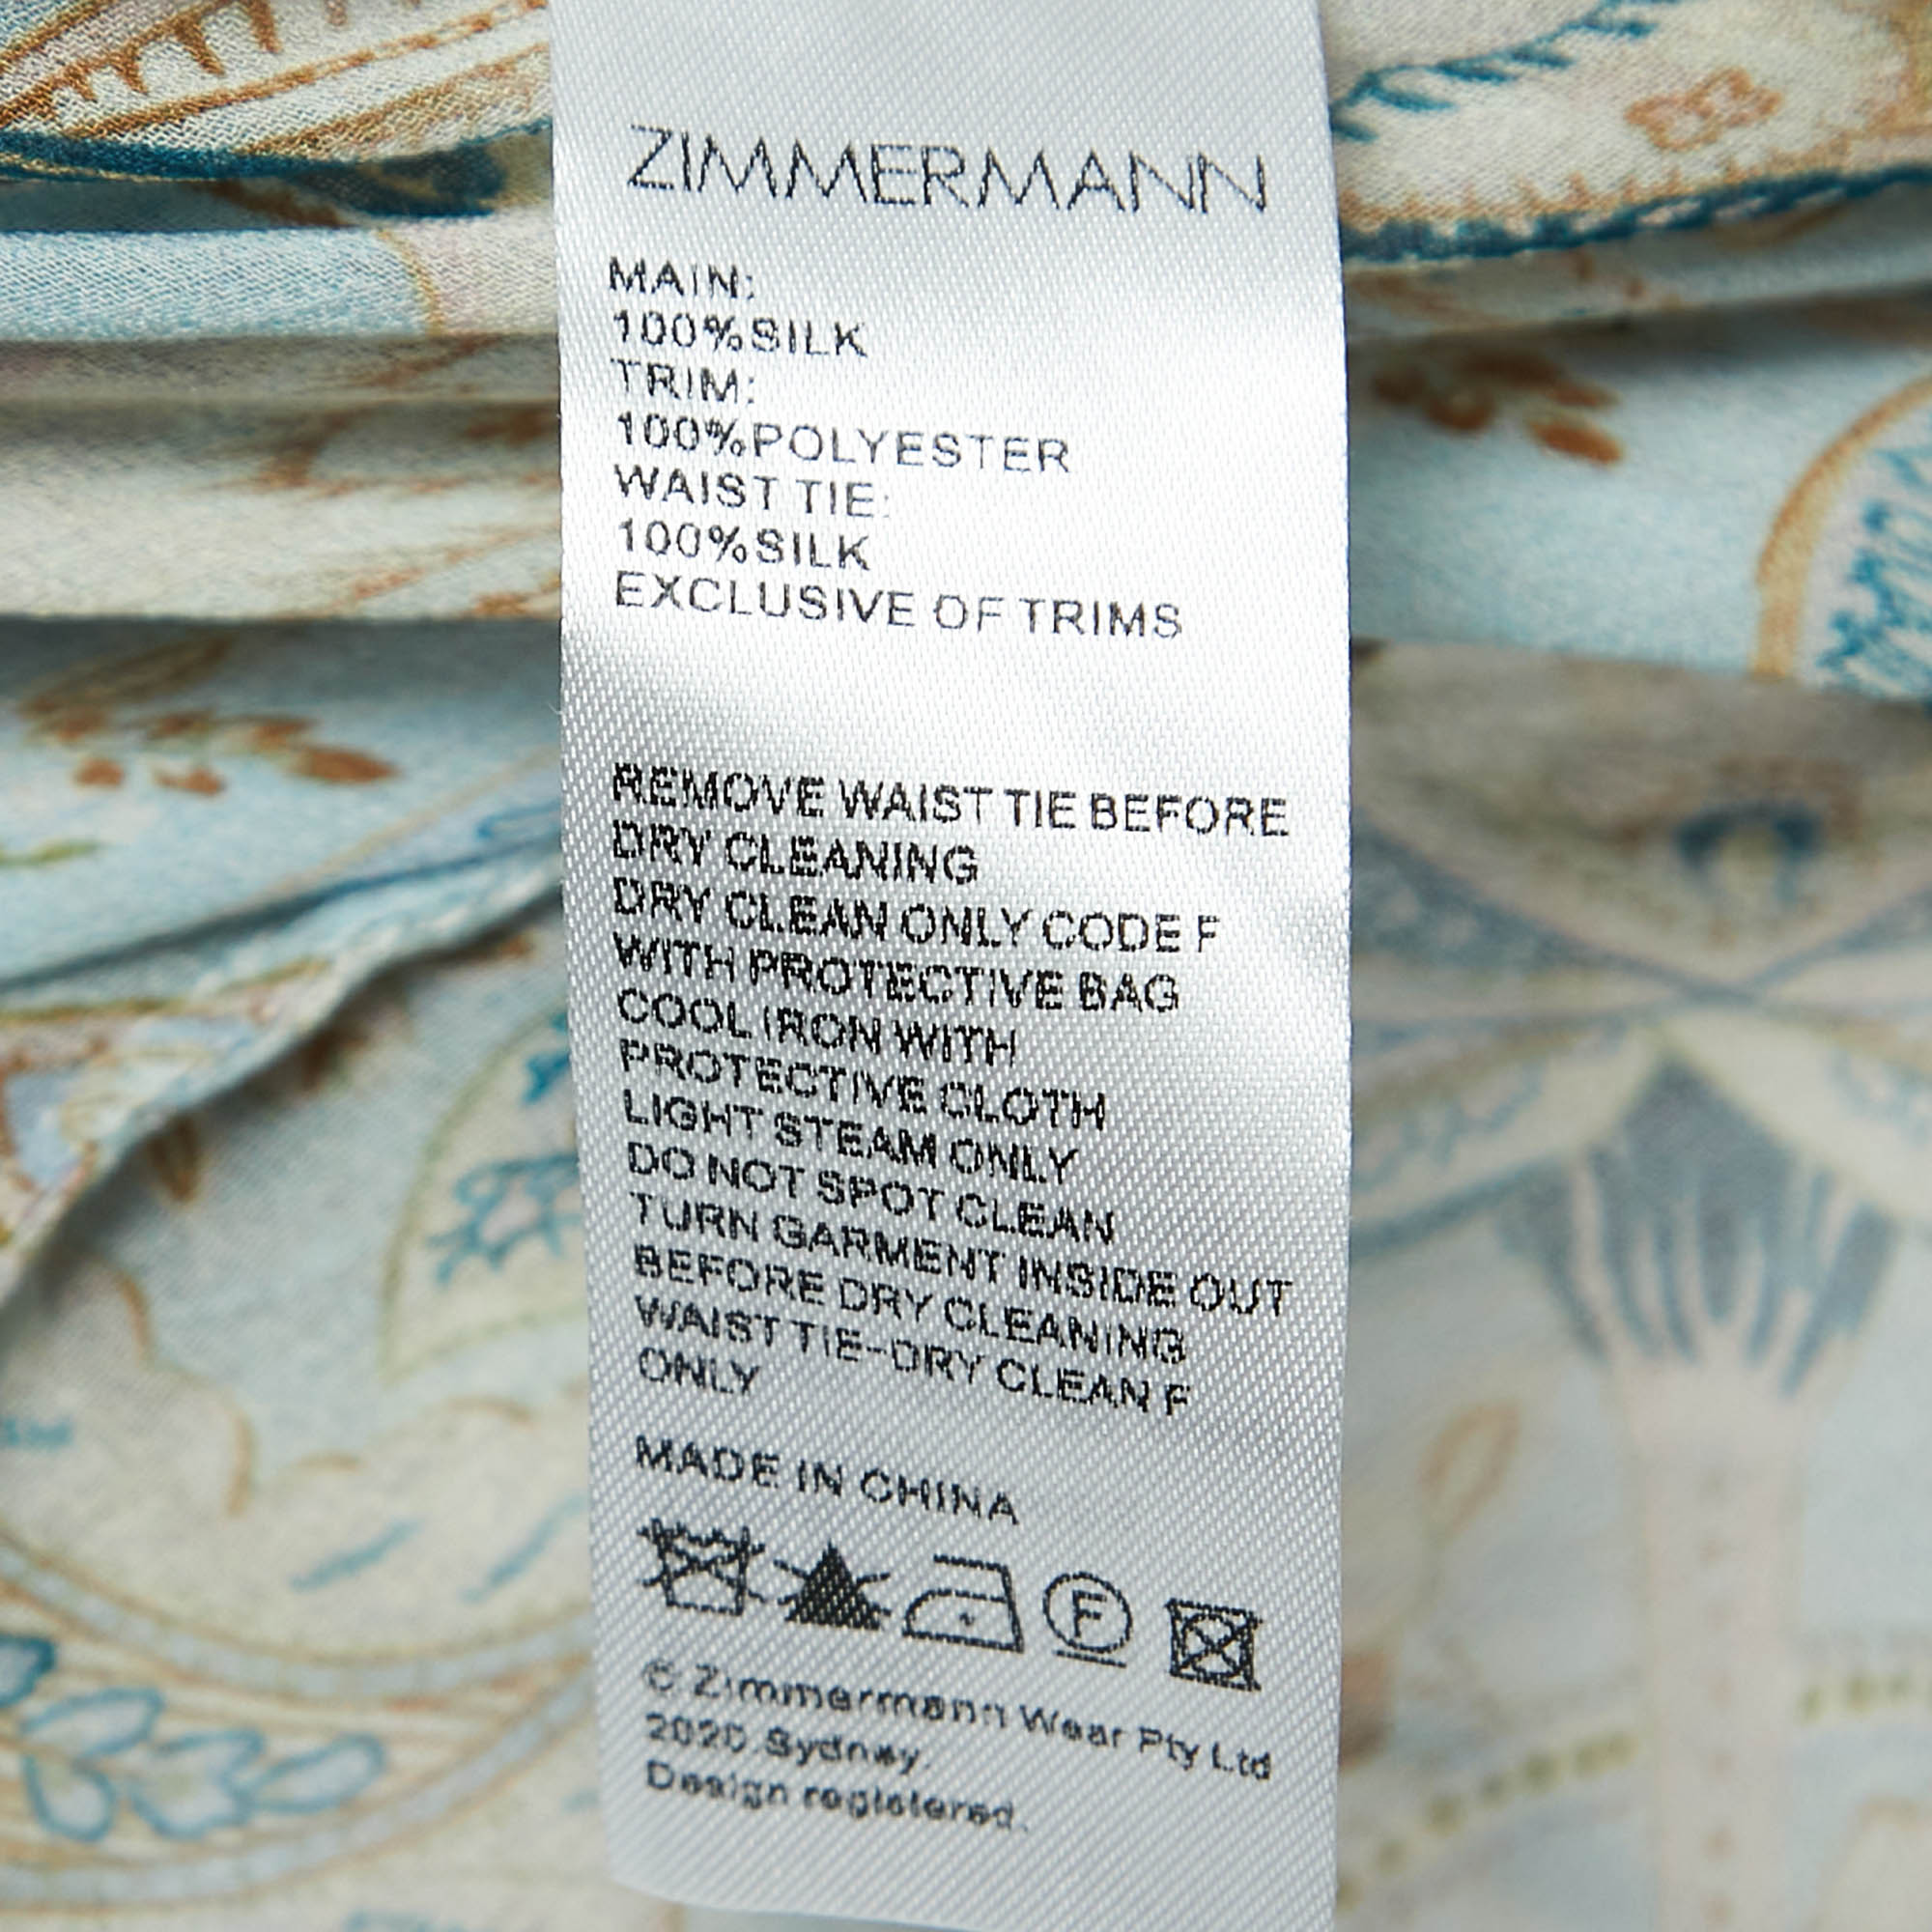 ZIMMERMANN
MAIN:
100%SILK
TRIM:
100%POLYESTER
WAIST TIE:
100%SILK
EXCLUSIVE OF TRIMS
REMOVE WAIST TIE BEFORE
DRY CLEANING
DRY CLEAN ONLY CODE F
WITH PROTECTIVE BAG
COOL IRON WITH
PROTECTIVE CLOTH
LIGHT STEAM ONLY
DO NOT SPOT CLEAN
TURN GARMENT INSIDE OUT
BEFORE DRY CLEANING
WAIST TIE-DRY CLEAN F
ONLY
MADE IN CHINA
F
© Zimmermann Wear Pty Ltd
2020.Sydney.
Design registered.